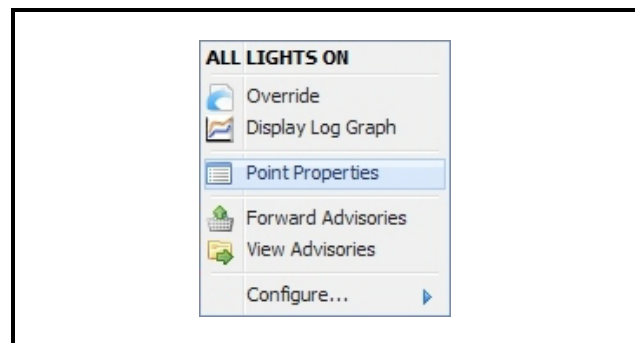 ALL LIGHTS ON
Override
Display Log Graph
Point Properties
Forward Advisories
View Advisories
Configure...